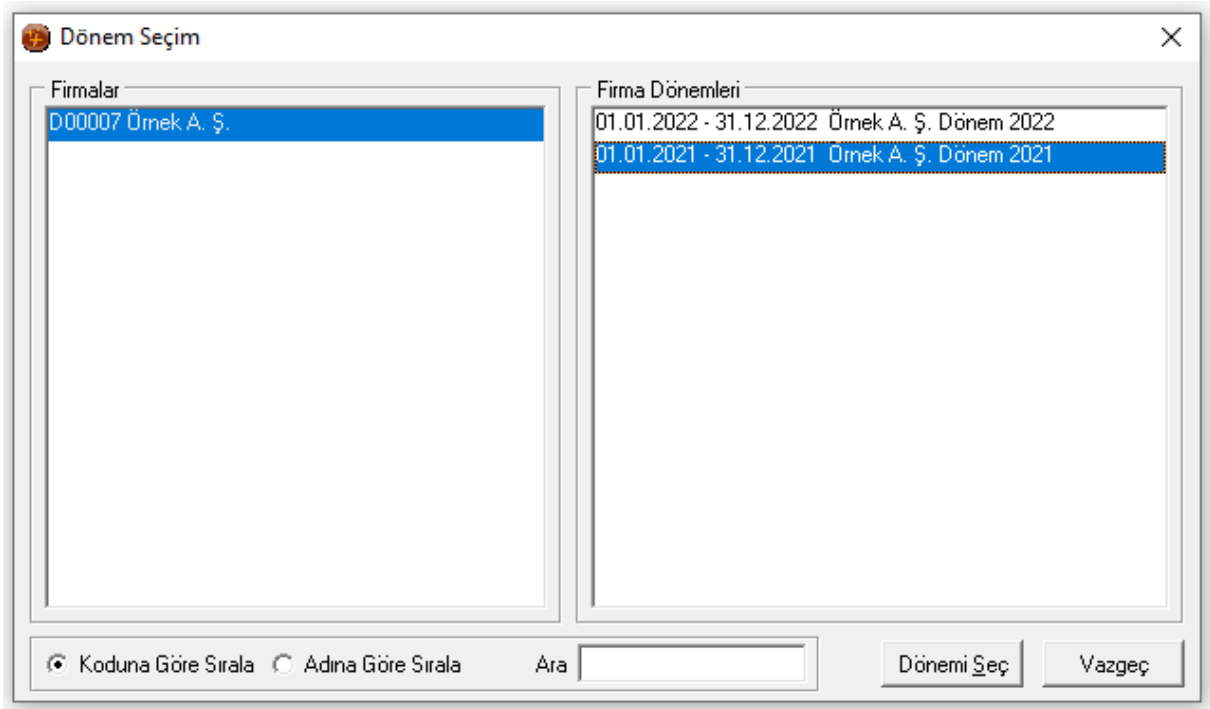 Dönem Seçim
Firmalar
D00007 Örnek A. Ş.
Firma Dönemleri
01.01.2022 - 31.12.2022 Örnek A. Ş. Dönem 2022
01.01.2021 - 31.12.2021 Örnek A. Ş. Dönem 2021
Koduna Göre Sırala Adına Göre Sırala Ara Dönemi Seç Vazgeç